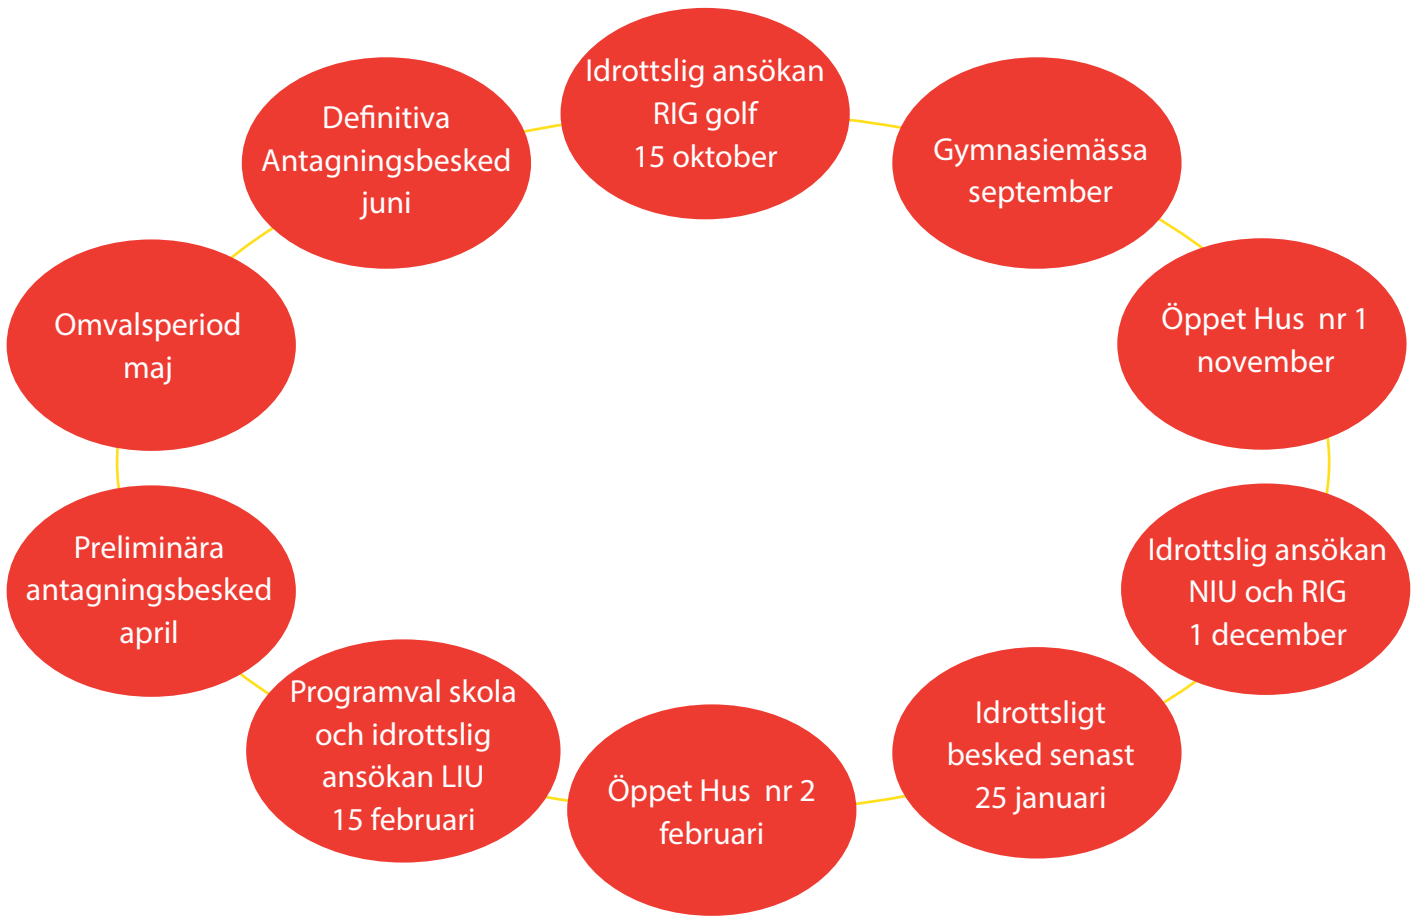 Idrottslig ansökan
RIG golf
15 oktober
Gymnasiemässa
september
Öppet Hus nr 1
november
Idrottslig ansökan
NIU och RIG
1 december
Idrottsligt
besked senast
25 januari
Öppet Hus nr 2
februari
Programval skola
och idrottslig
ansökan LIU
15 februari
Preliminära
antagningsbesked
april
Omvalsperiod
maj
Definitiva
Antagningsbesked
juni